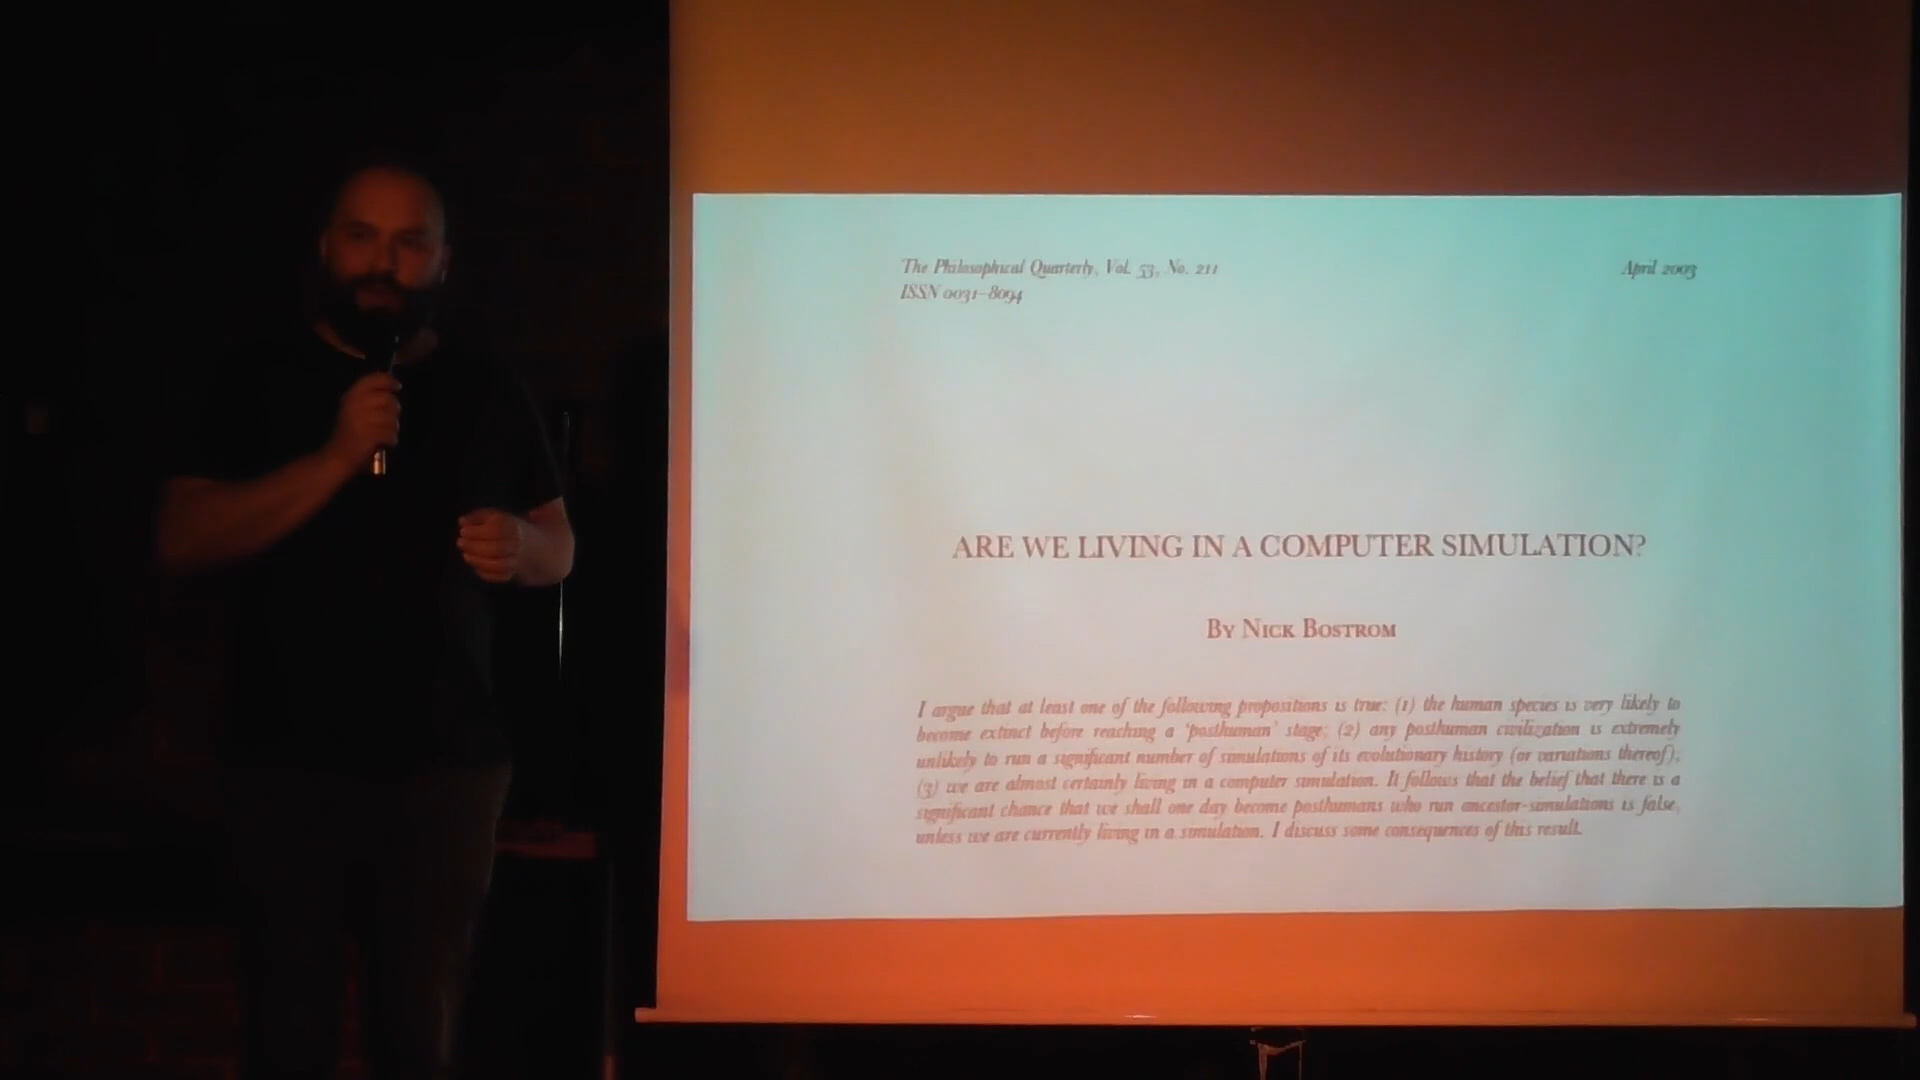 The Philosophical Quarterly, Vol. 53, No. 211
April 2003
ISSN 0031–8094
ARE WE LIVING IN A COMPUTER SIMULATION?
BY NICK BOSTROM
I argue that at least one of the following propositions is true: (1) the human species is very likely to
become extinct before reaching a ‘posthuman’ stage; (2) any posthuman civilization is extremely
unlikely to run a significant number of simulations of its evolutionary history (or variations thereof);
(3) we are almost certainly living in a computer simulation. It follows that the belief that there is a
significant chance that we shall one day become posthumans who run ancestor-simulations is false,
unless we are currently living in a simulation. I discuss some consequences of this result.